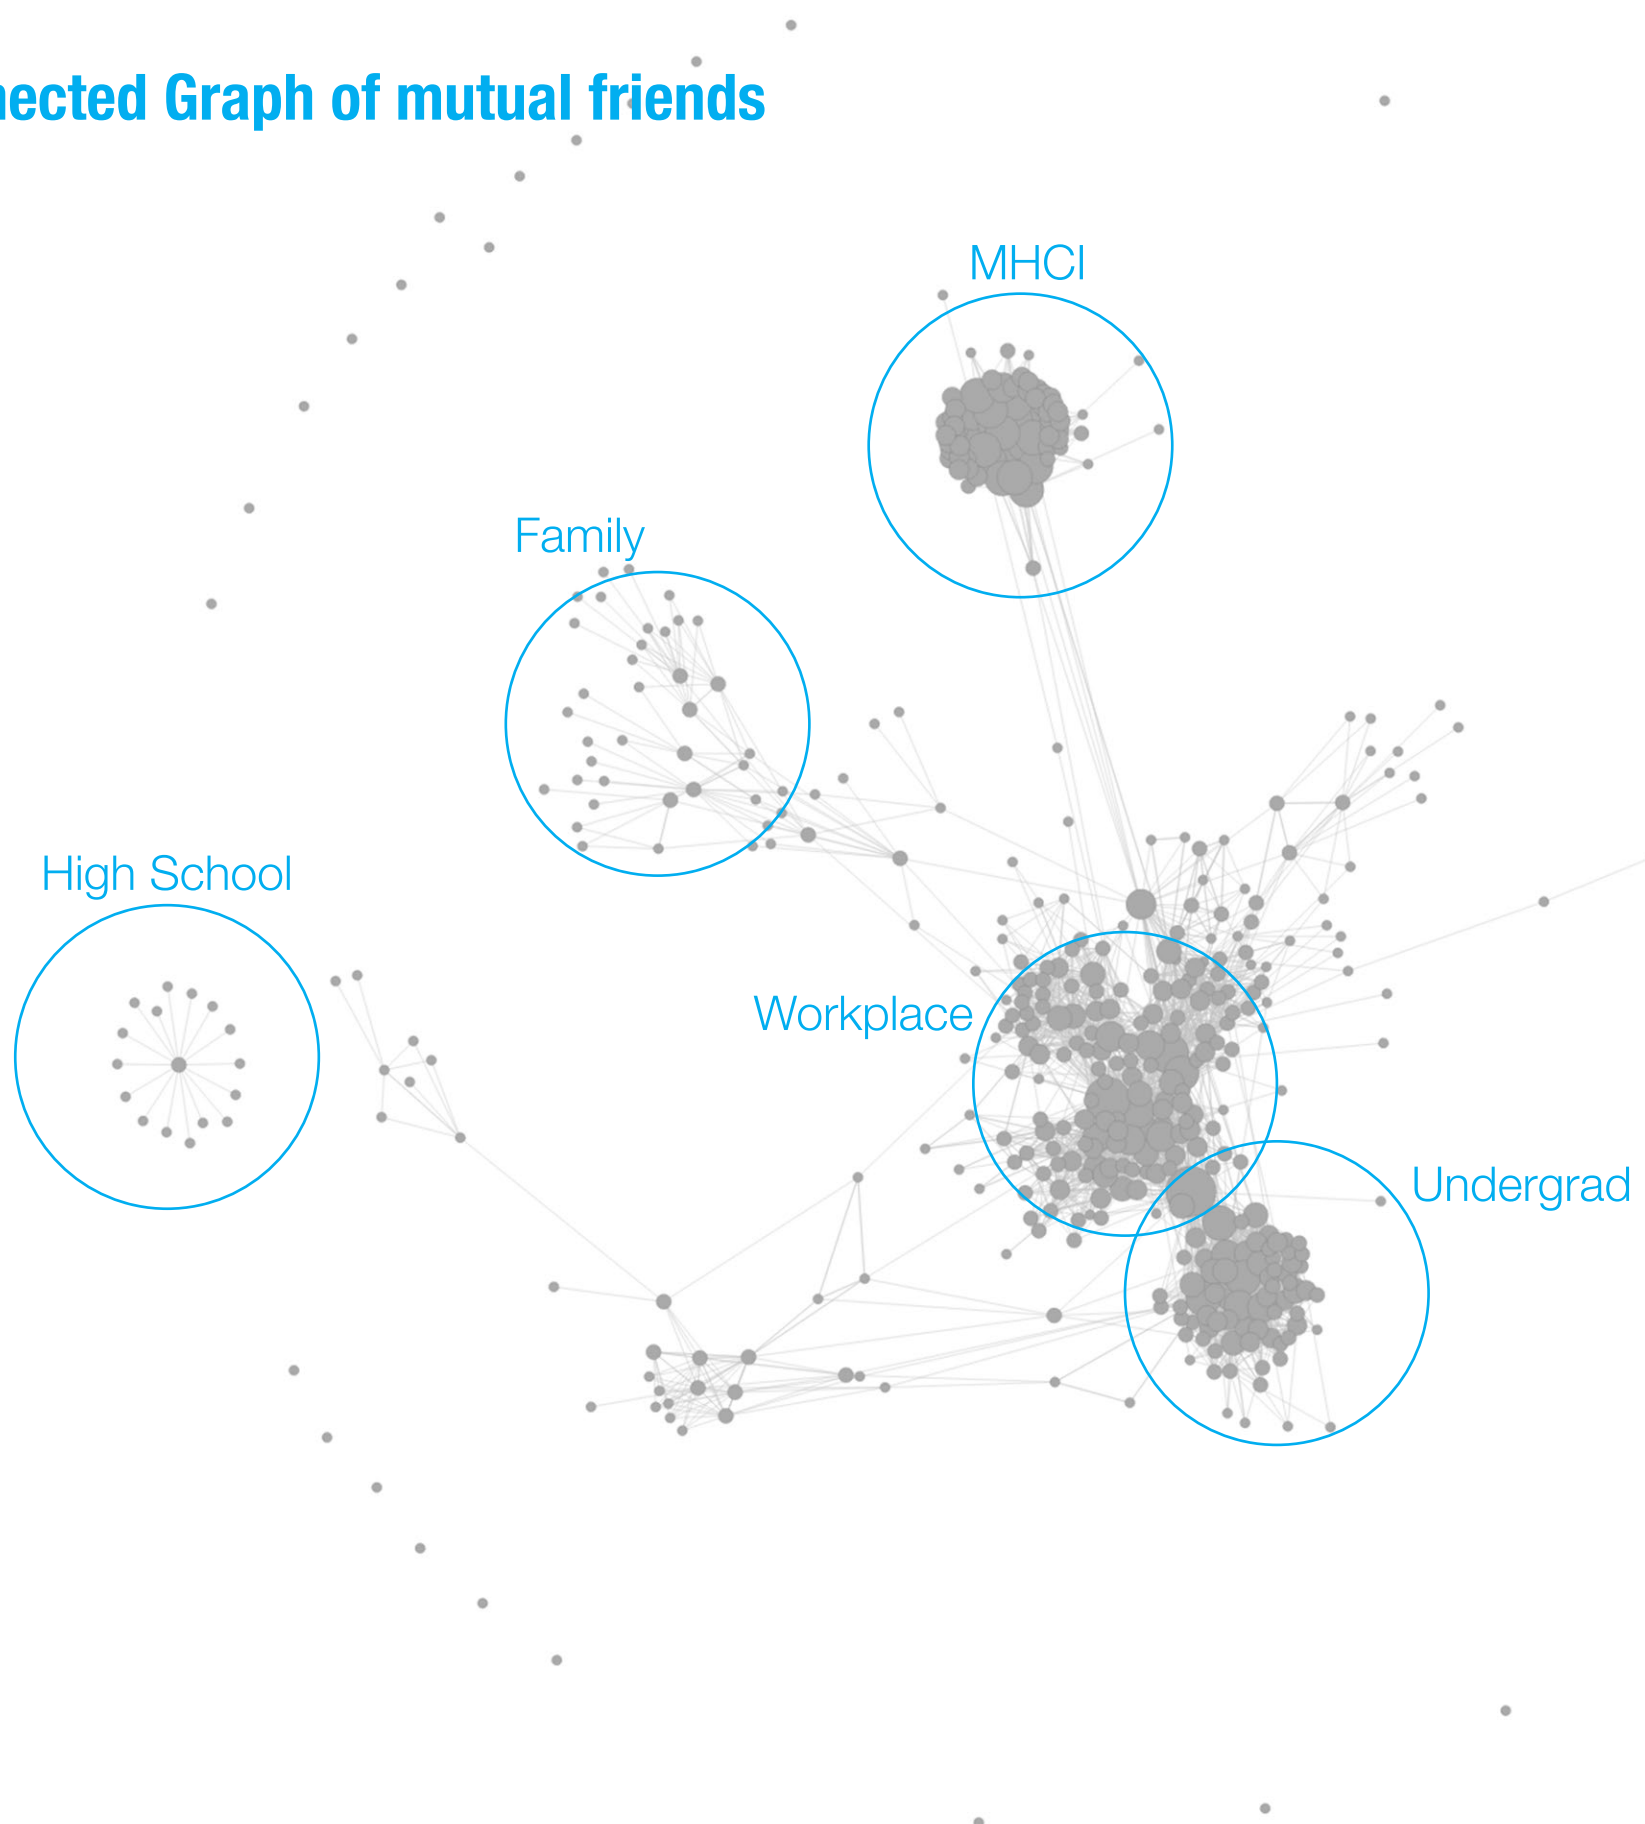 nected Graph of mutual friends
MHCI
Family
High School
Workplace
Undergrad